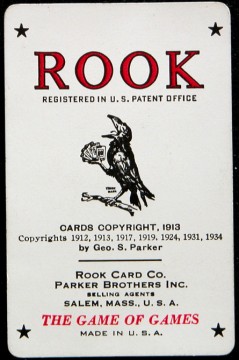 ROOK
REGISTERED IN U.S. PATENT OFFICE
CARDS COPYRIGHT, 1913
Copyrights 1912, 1913, 1917, 1919, 1924, 1931, 1934
by Geo. S. Parker
ROOK CARD CO.
PARKER BROTHERS INC.
SELLING AGENTS
SALEM, MASS., U. S. A.
THE GAME OF GAMES
MADE IN U. S. A.